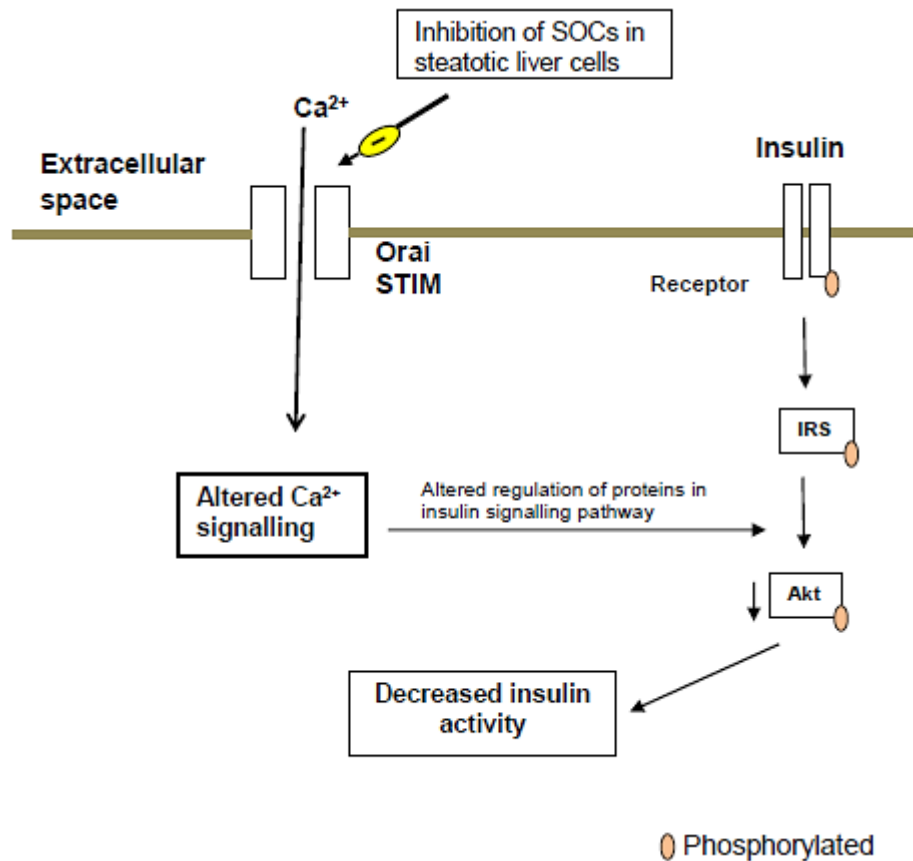 Inhibition of SOCs in
steatotic liver cells
Ca²⁺
−
Extracellular
space
Insulin
Orai
STIM
Receptor
IRS
Altered Ca²⁺
signalling
Altered regulation of proteins in
insulin signalling pathway
Akt
Decreased insulin
activity
Phosphorylated